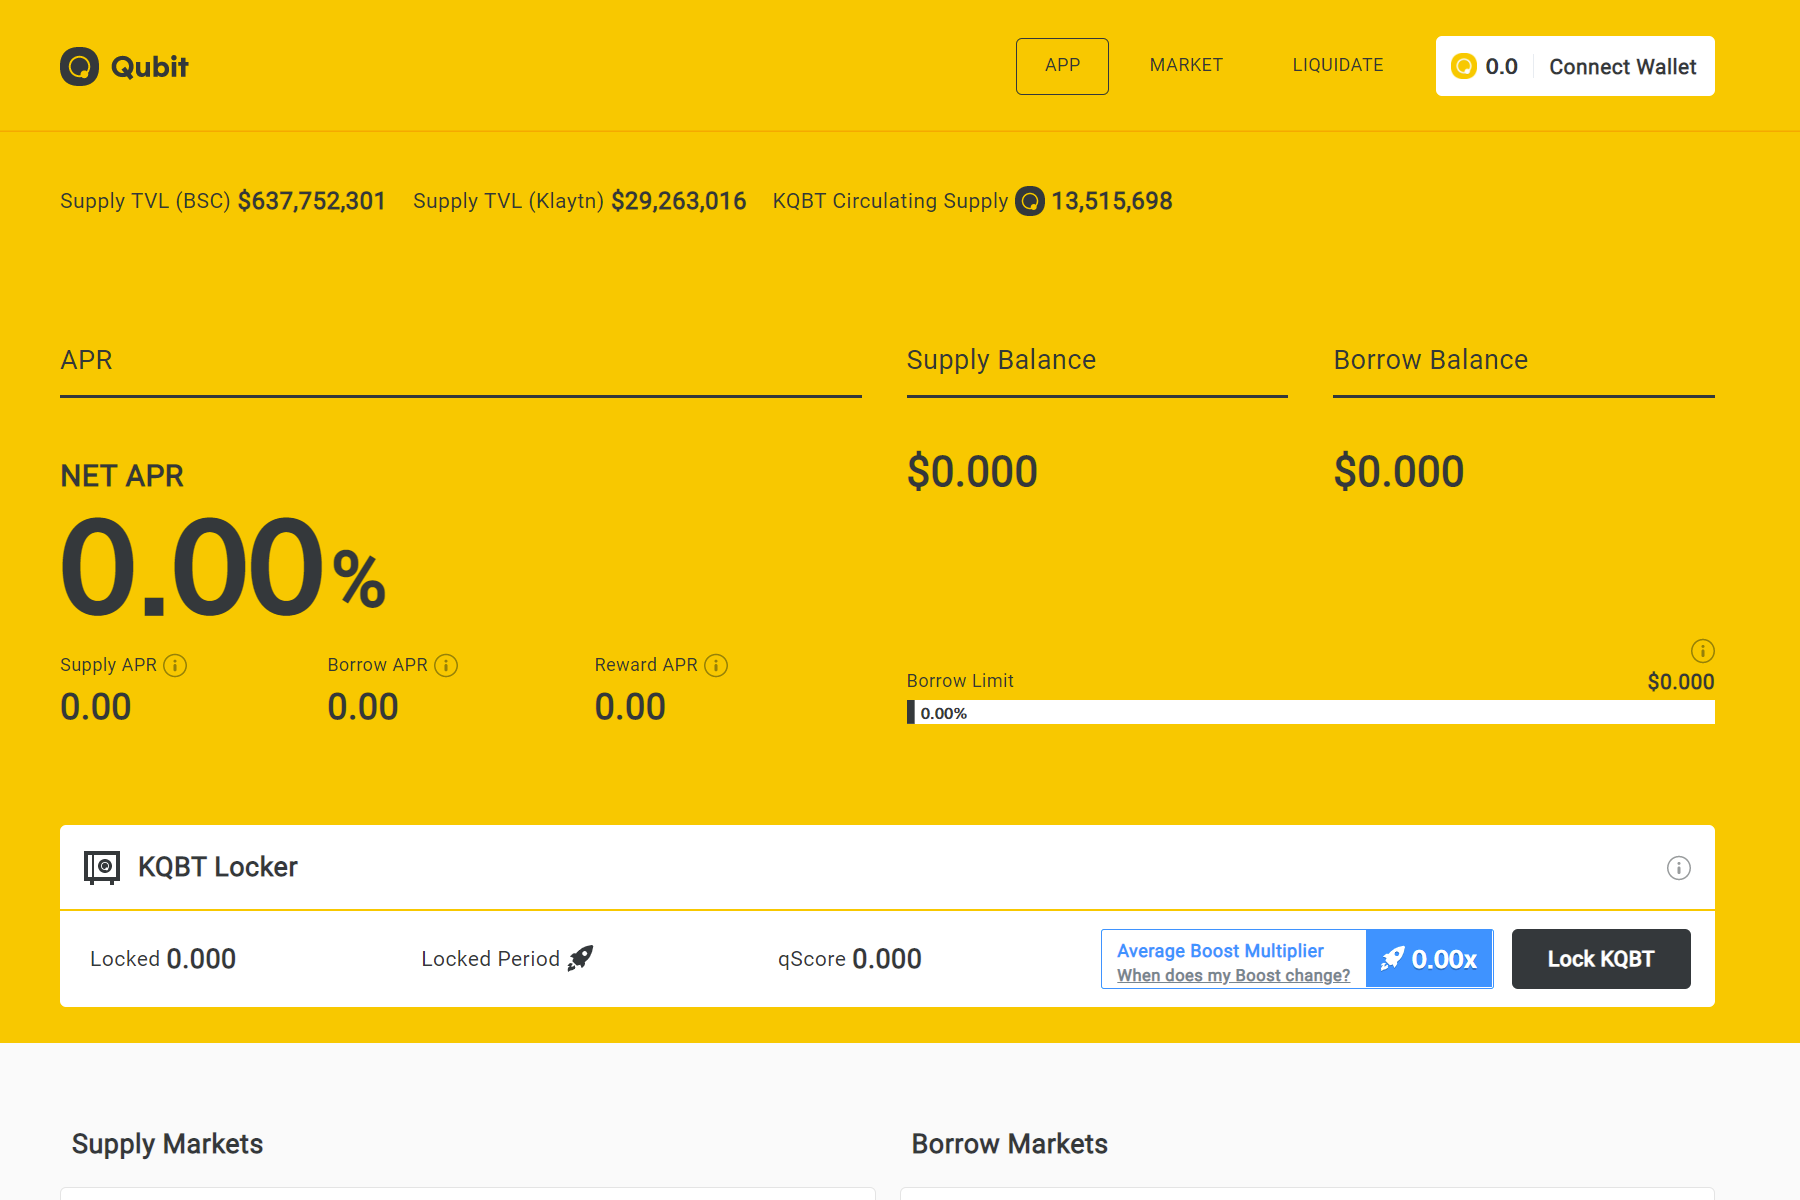 Qubit
APP MARKET LIQUIDATE 0.0 Connect Wallet
Supply TVL (BSC) $637,752,301 Supply TVL (Klaytn) $29,263,016 KQBT Circulating Supply 13,515,698
APR Supply Balance Borrow Balance
NET APR $0.000 $0.000
0.00%
Supply APR Borrow APR Reward APR
0.00 0.00 0.00
Borrow Limit $0.000
0.00%
KQBT Locker
Locked 0.000 Locked Period qScore 0.000 Average Boost Multiplier 0.00x Lock KQBT
When does my Boost change?
Supply Markets Borrow Markets